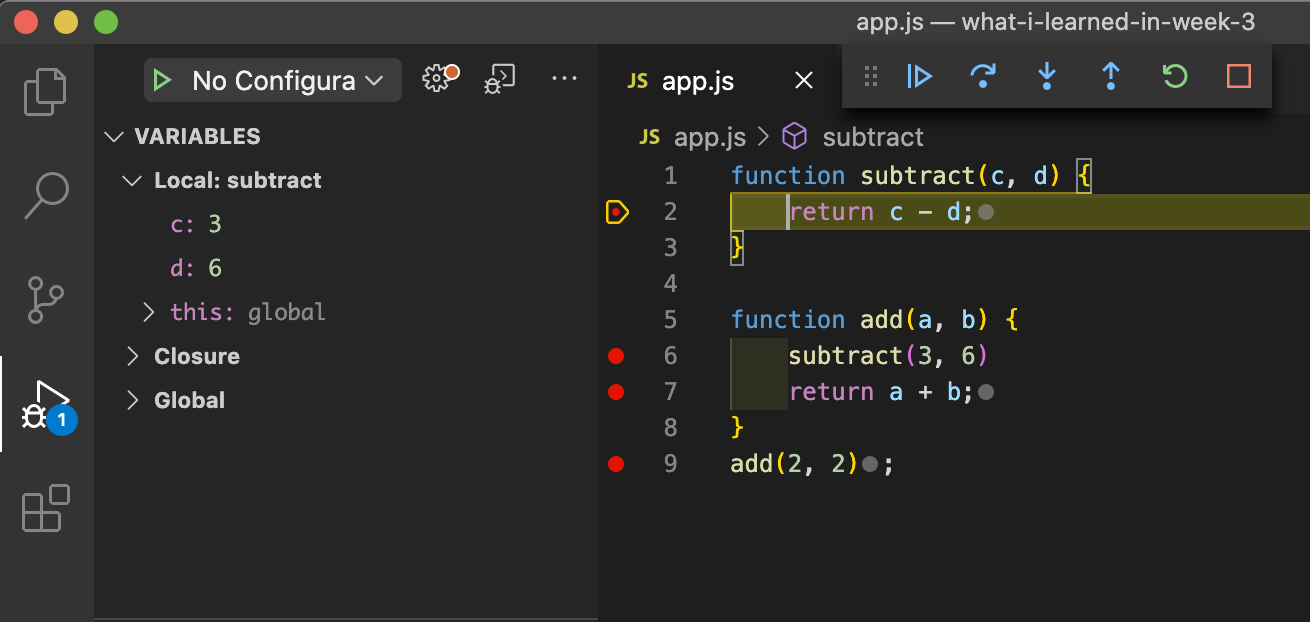 app.js — what-i-learned-in-week-3
No Configura
VARIABLES
Local: subtract
c: 3
d: 6
this: global
Closure
Global
1
JS app.js
JS app.js > subtract
1 function subtract(c, d) {
2 return c - d;
3 }
4
5 function add(a, b) {
6 subtract(3, 6)
7 return a + b;
8 }
9 add(2, 2);